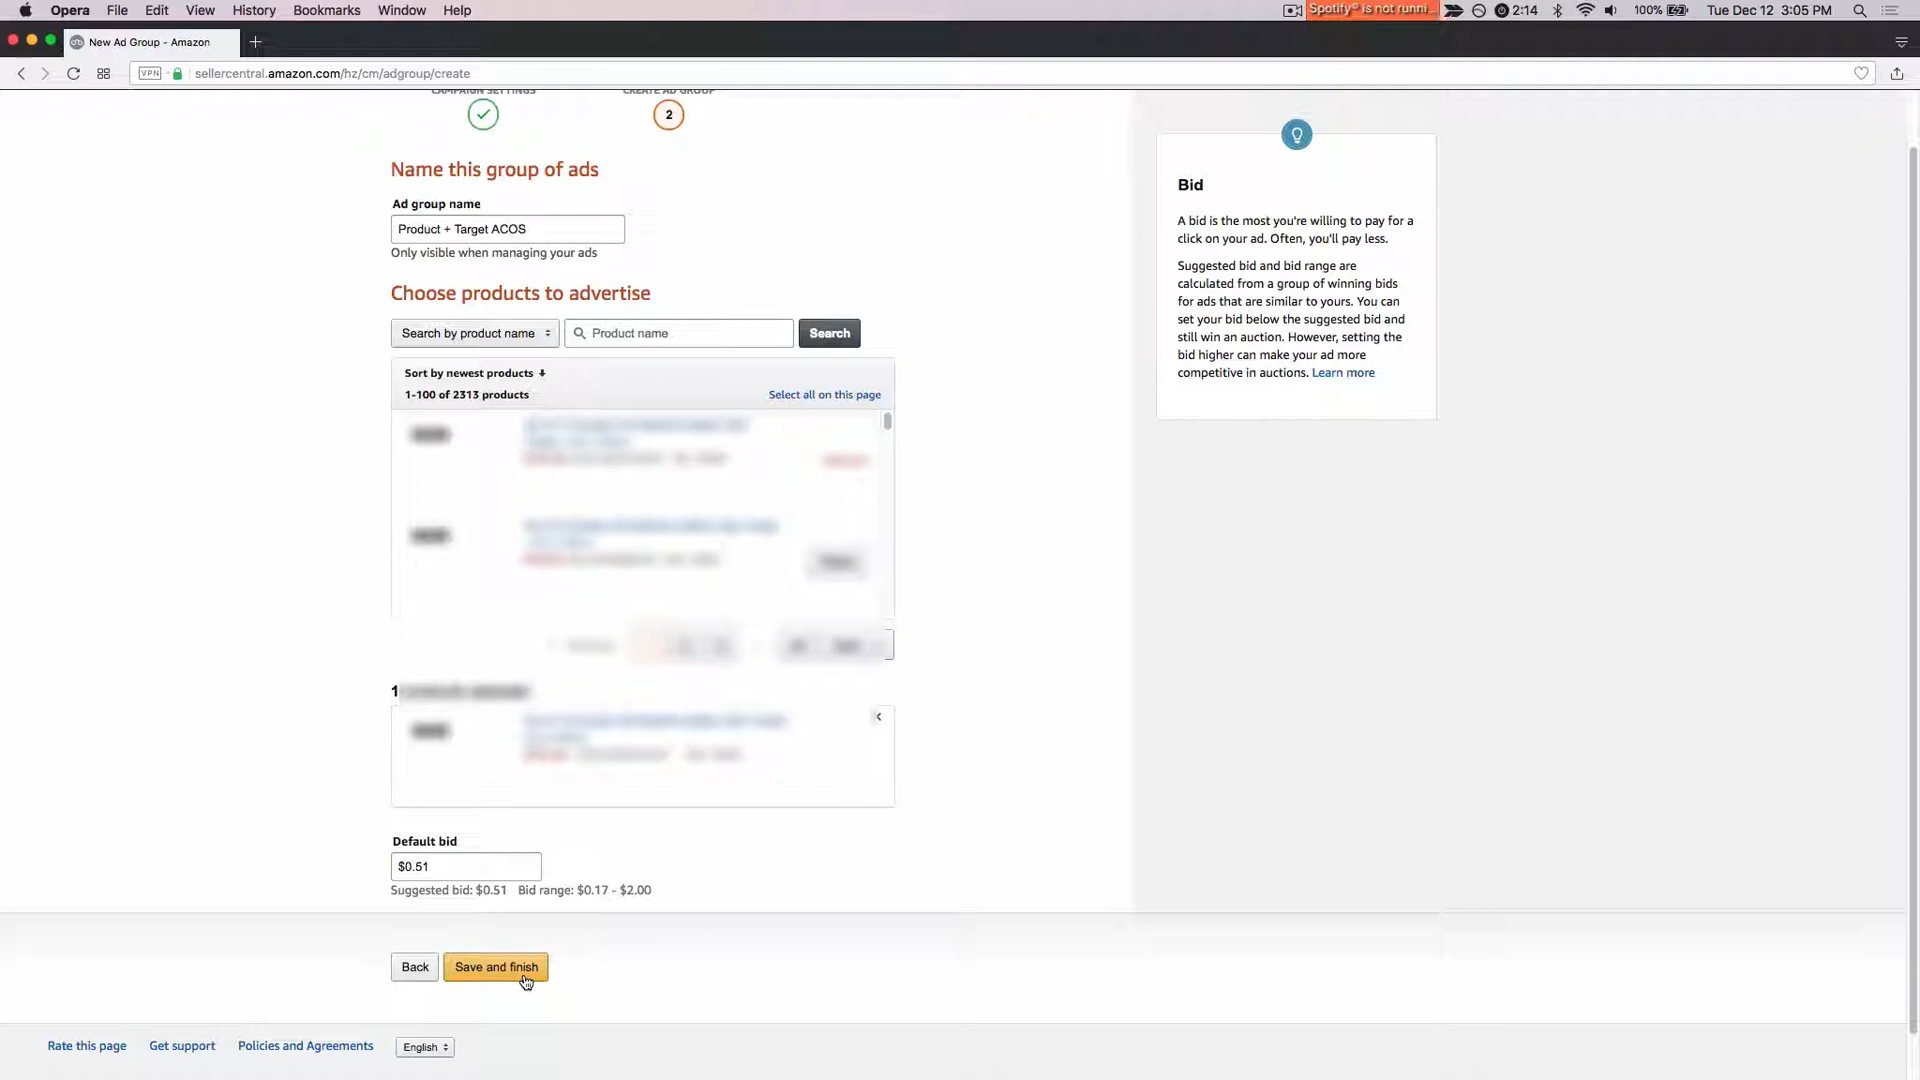 Opera File Edit View History Bookmarks Window Help
Spotify® is not runni... 2:14 100% Tue Dec 12 3:05 PM
New Ad Group - Amazon
VPN sellercentral.amazon.com/hz/cm/adgroup/create
CAMPAIGN SETTINGS CREATE AD GROUP
2
Name this group of ads
Ad group name
Product + Target ACOS
Only visible when managing your ads
Choose products to advertise
Search by product name Product name Search
Sort by newest products
1-100 of 2313 products Select all on this page
1
Default bid
$0.51
Suggested bid: $0.51 Bid range: $0.17 - $2.00
Back Save and finish
Bid
A bid is the most you're willing to pay for a
click on your ad. Often, you'll pay less.
Suggested bid and bid range are
calculated from a group of winning bids
for ads that are similar to yours. You can
set your bid below the suggested bid and
still win an auction. However, setting the
bid higher can make your ad more
competitive in auctions. Learn more
Rate this page Get support Policies and Agreements English